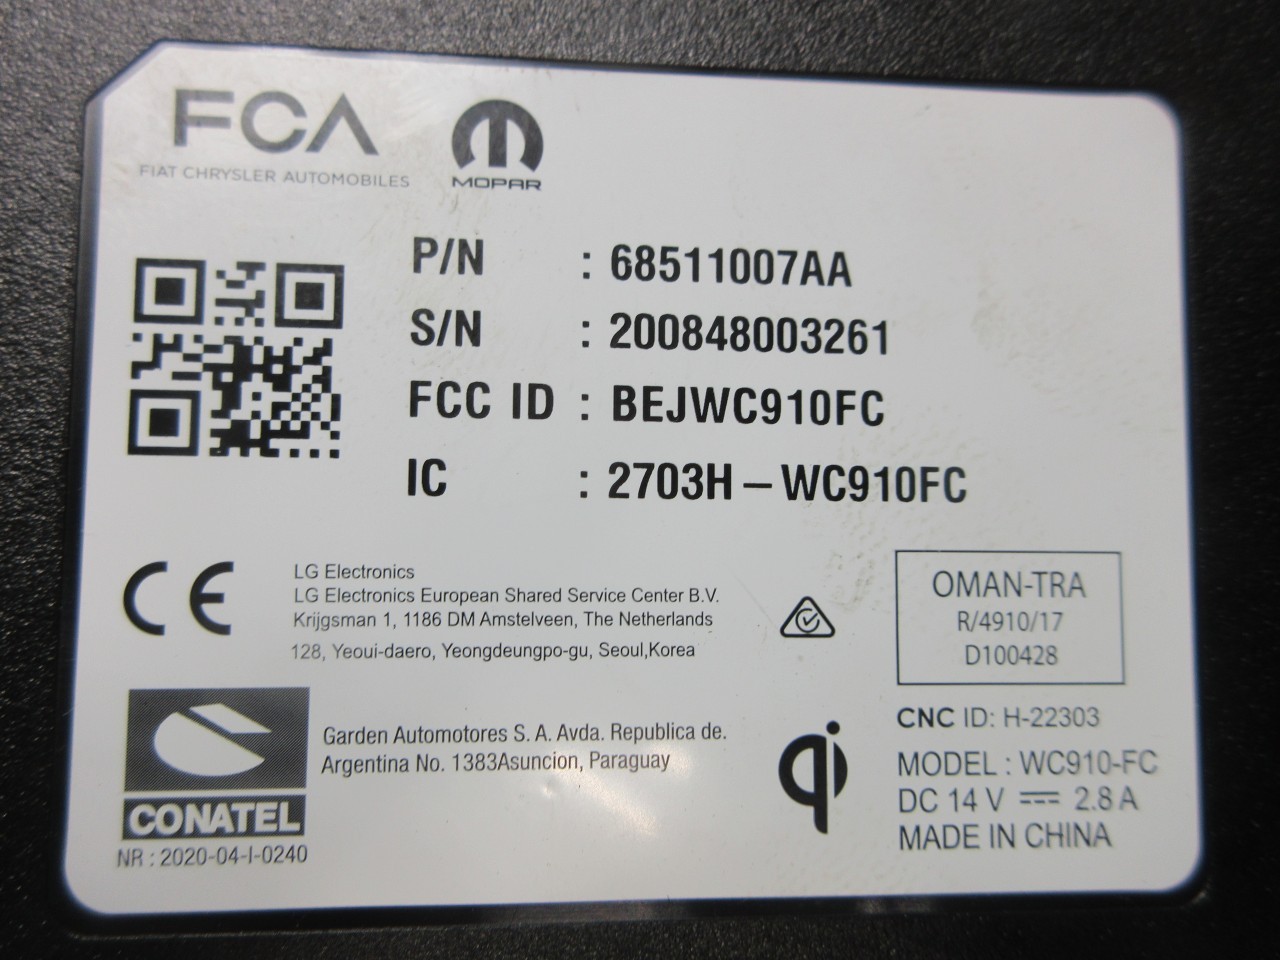 FCA
FIAT CHRYSLER AUTOMOBILES
MOPAR
P/N : 68511007AA
S/N : 200848003261
FCC ID : BEJWC910FC
IC : 2703H – WC910FC
CE
LG Electronics
LG Electronics European Shared Service Center B.V.
Krijgsman 1, 1186 DM Amstelveen, The Netherlands
128, Yeoui-daero, Yeongdeungpo-gu, Seoul,Korea
OMAN-TRA
R/4910/17
D100428
CONATEL
NR : 2020-04-I-0240
Garden Automotores S. A. Avda. Republica de.
Argentina No. 1383Asuncion, Paraguay
qi
CNC ID: H-22303
MODEL : WC910-FC
DC 14 V ⎓ 2.8 A
MADE IN CHINA